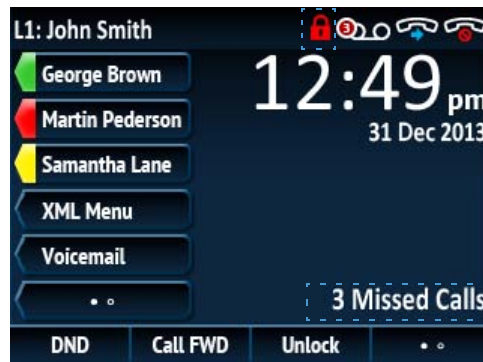 L1: John Smith 3
George Brown
12:49 pm
Martin Pederson
31 Dec 2013
Samantha Lane
XML Menu
Voicemail
3 Missed Calls
DND Call FWD Unlock